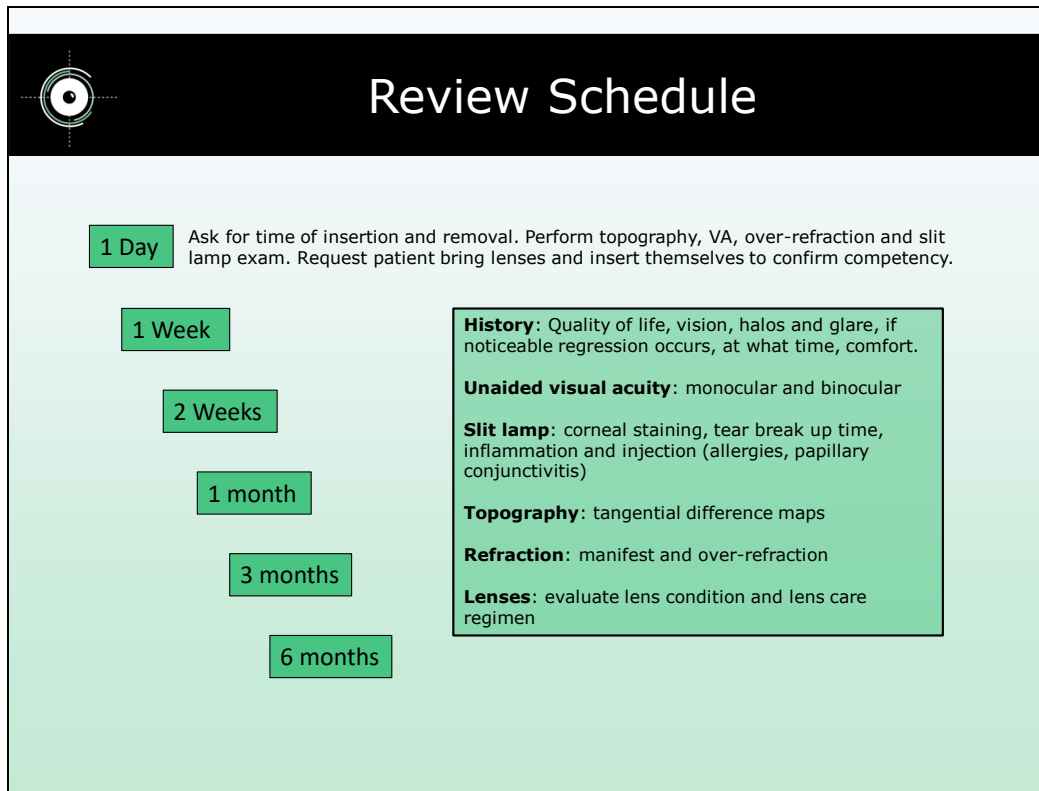 Review Schedule
1 Day
Ask for time of insertion and removal. Perform topography, VA, over-refraction and slit
lamp exam. Request patient bring lenses and insert themselves to confirm competency.
1 Week
2 Weeks
1 month
3 months
6 months
History: Quality of life, vision, halos and glare, if
noticeable regression occurs, at what time, comfort.
Unaided visual acuity: monocular and binocular
Slit lamp: corneal staining, tear break up time,
inflammation and injection (allergies, papillary
conjunctivitis)
Topography: tangential difference maps
Refraction: manifest and over-refraction
Lenses: evaluate lens condition and lens care
regimen